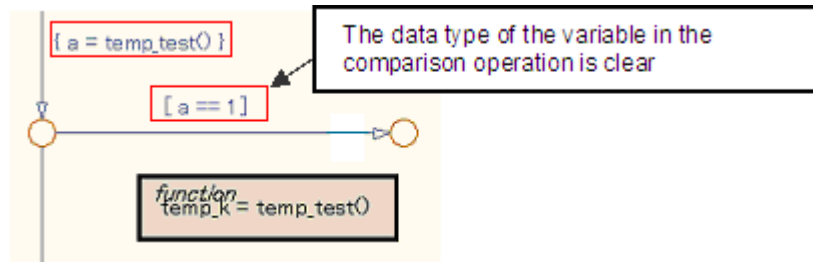 { a = temp_test() }
The data type of the variable in the
comparison operation is clear
[ a == 1 ]
function
temp_k = temp_test()